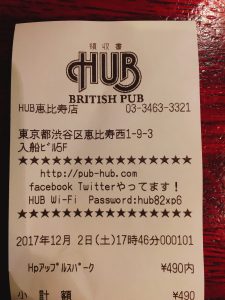 領収書
HUB
BRITISH PUB
HUB恵比寿店 03-3463-3321
東京都渋谷区恵比寿西1-9-3
入船ﾋﾞﾙ5F
★★★★★★★★★★★★★★★★★★★★
http://pub-hub.com
facebook Twitterやってます!
HUB Wi-Fi Password:hub82xp6
★★★★★★★★★★★★★★★★★★★★
2017年12月 2日(土)17時46分000101
Hpｱｯﾌﾟﾙｽﾊﾟｰｸ ¥490内
小 計 額 ¥490